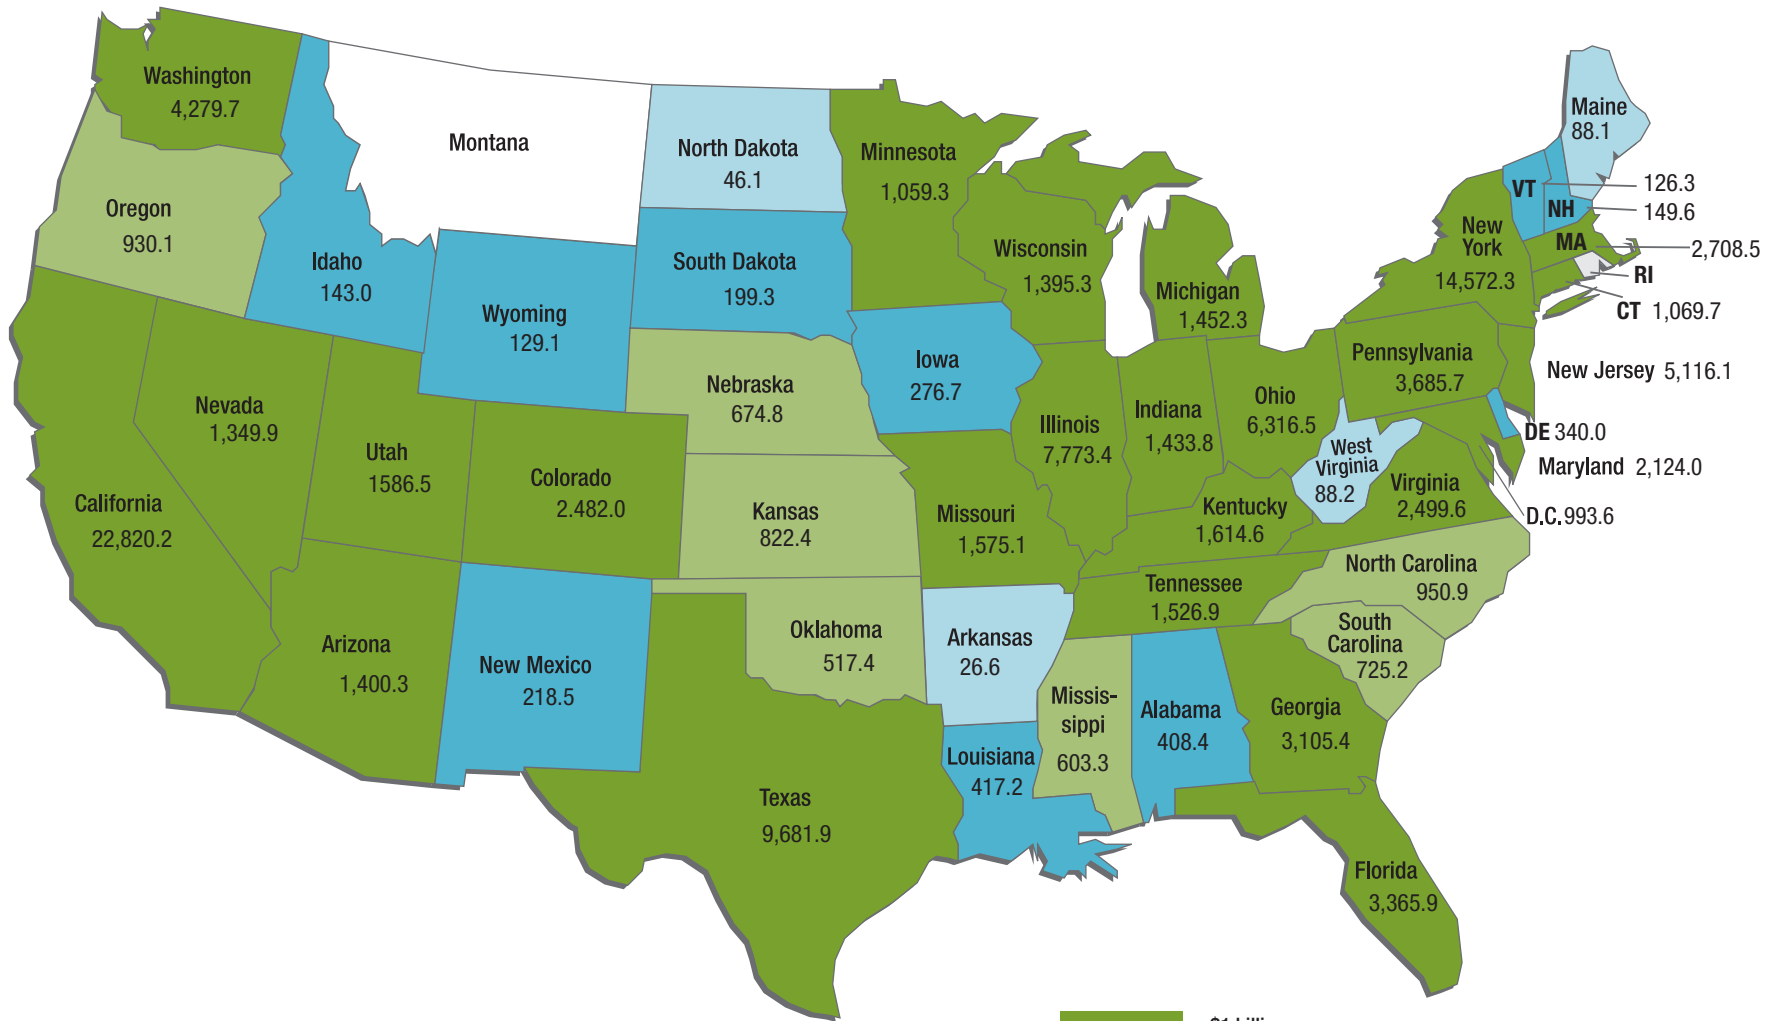 Washington
4,279.7
Oregon
930.1
Idaho
143.0
Montana
Wyoming
129.1
North Dakota
46.1
South Dakota
199.3
Minnesota
1,059.3
Wisconsin
1,395.3
Michigan
1,452.3
Maine
88.1
VT
126.3
NH
149.6
New
York
14,572.3
MA
2,708.5
RI
CT 1,069.7
Pennsylvania
3,685.7
New Jersey 5,116.1
DE 340.0
Maryland 2,124.0
D.C. 993.6
California
22,820.2
Nevada
1,349.9
Utah
1586.5
Colorado
2.482.0
Nebraska
674.8
Iowa
276.7
Illinois
7,773.4
Indiana
1,433.8
Ohio
6,316.5
West
Virginia
88.2
Virginia
2,499.6
Kansas
822.4
Missouri
1,575.1
Kentucky
1,614.6
Arizona
1,400.3
New Mexico
218.5
Oklahoma
517.4
Arkansas
26.6
Tennessee
1,526.9
North Carolina
950.9
South
Carolina
725.2
Texas
9,681.9
Louisiana
417.2
Missis-
sippi
603.3
Alabama
408.4
Georgia
3,105.4
Florida
3,365.9